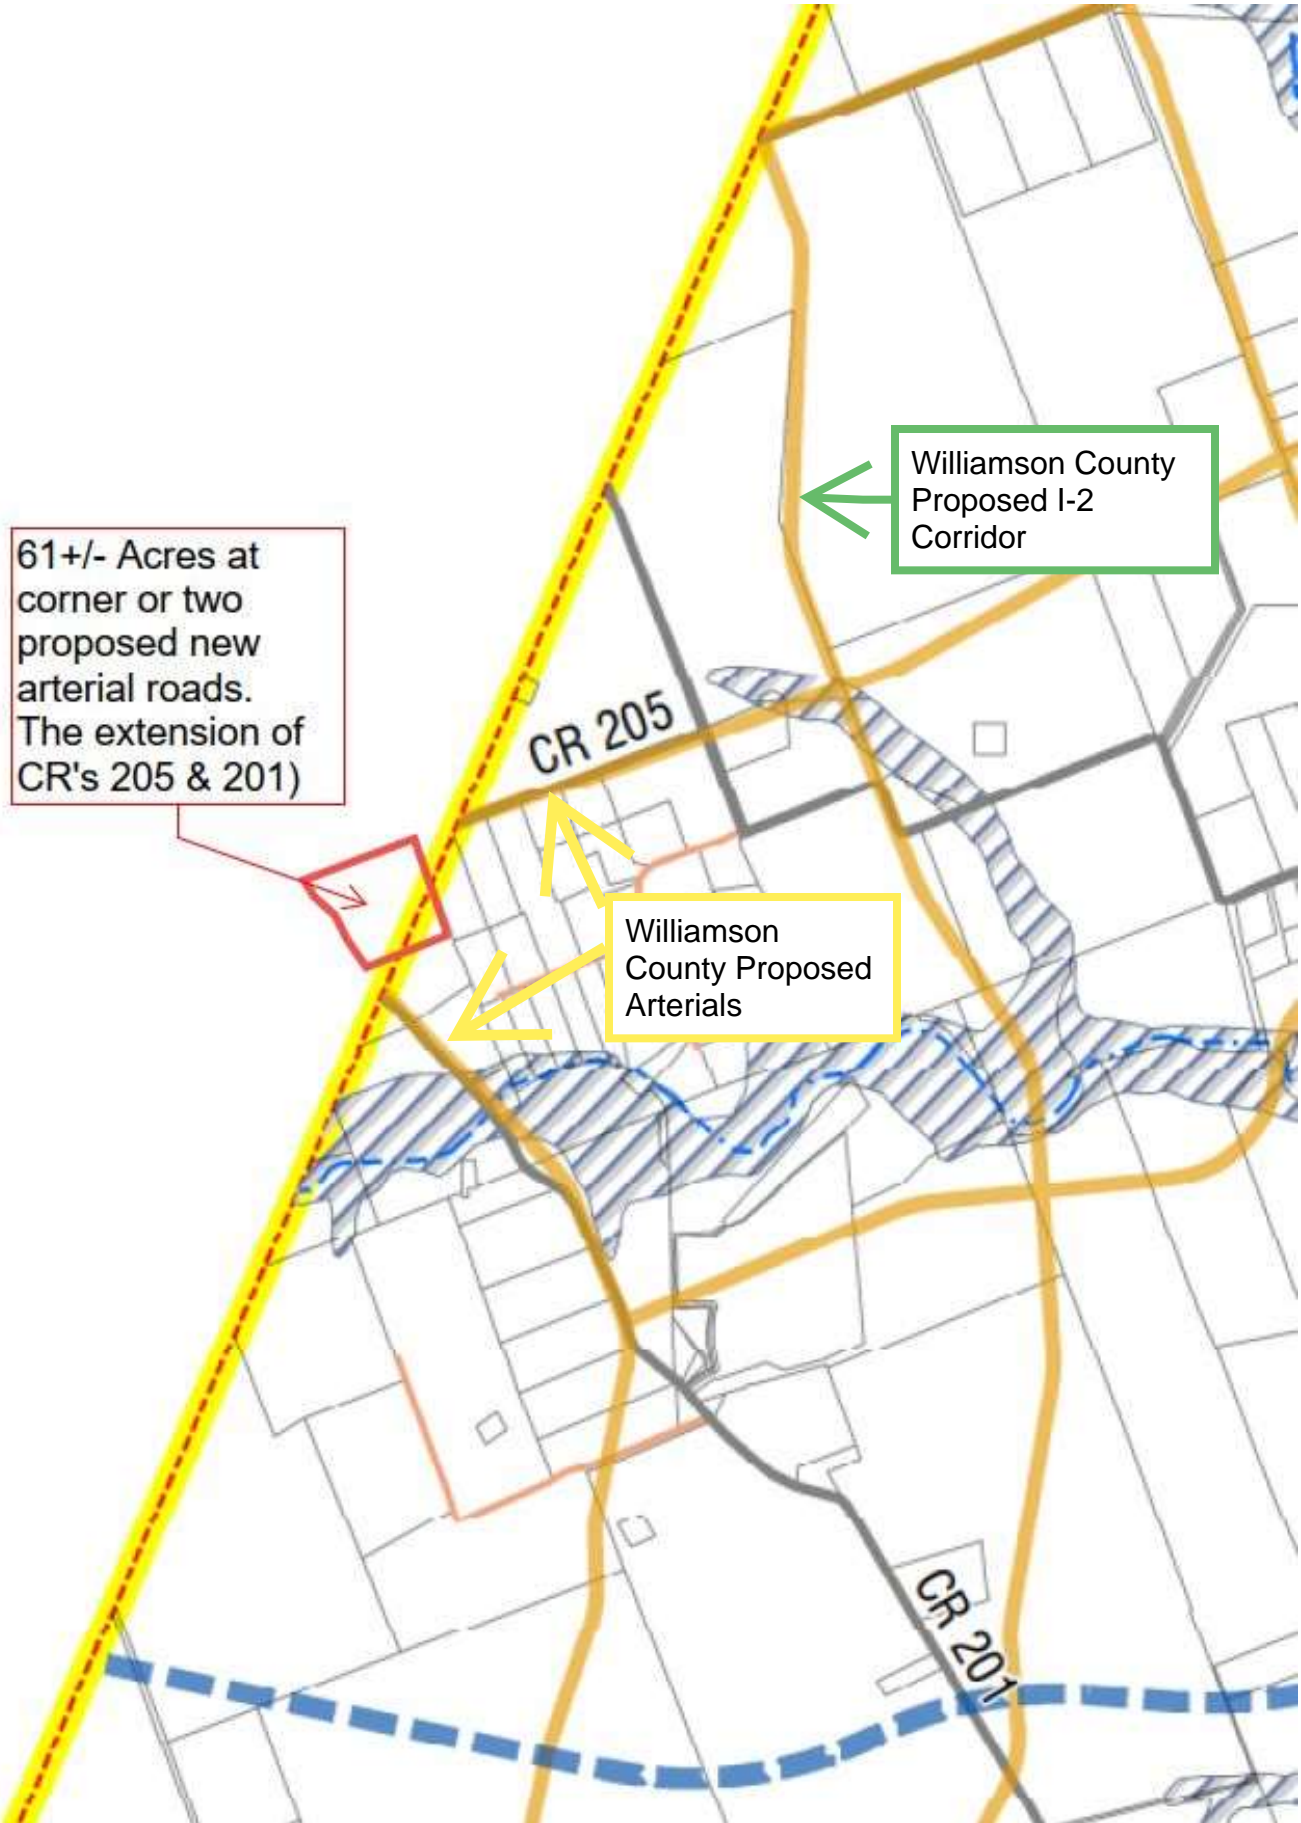 Williamson County
Proposed I-2
Corridor
61+/- Acres at
corner or two
proposed new
arterial roads.
The extension of
CR's 205 & 201)
CR 205
Williamson
County Proposed
Arterials
CR 201